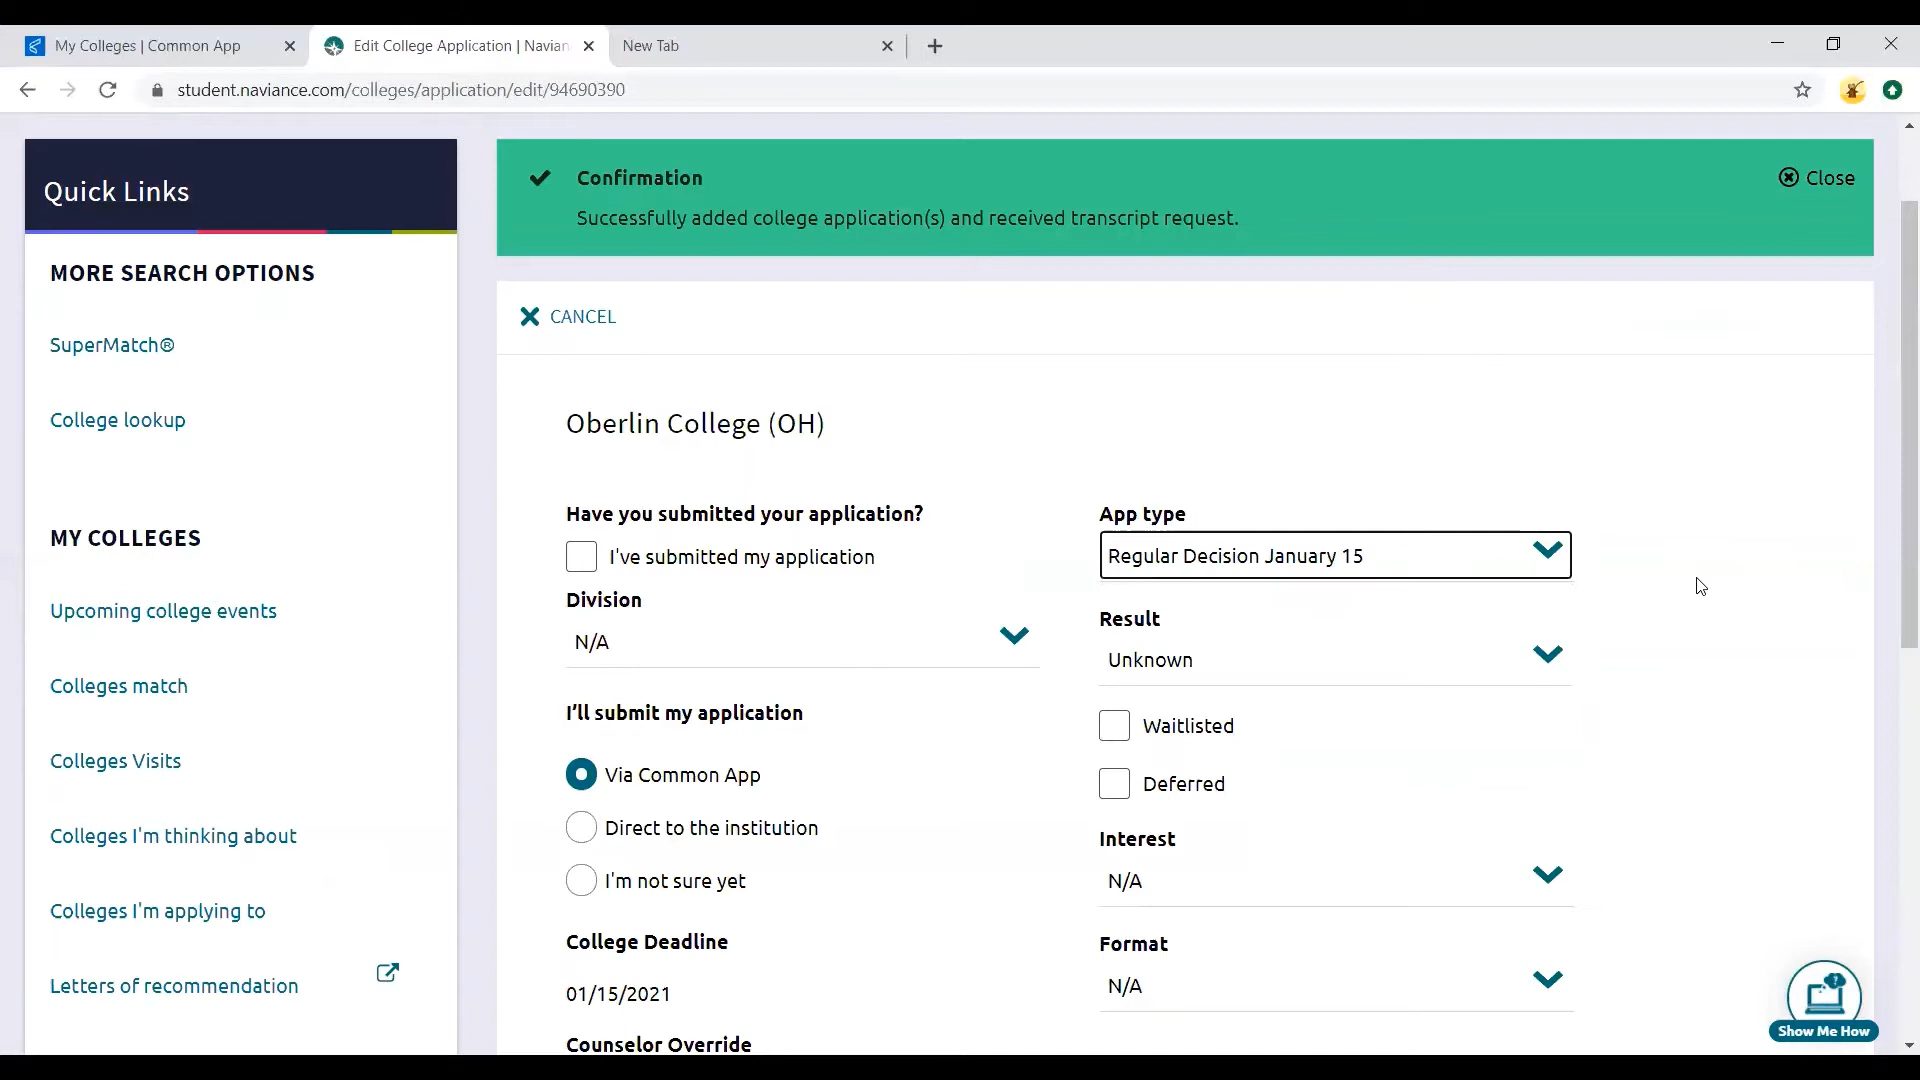 My Colleges | Common App
Edit College Application | Navian
New Tab
student.naviance.com/colleges/application/edit/94690390
Quick Links
MORE SEARCH OPTIONS
SuperMatch®
College lookup
MY COLLEGES
Upcoming college events
Colleges match
Colleges Visits
Colleges I'm thinking about
Colleges I'm applying to
Letters of recommendation
Confirmation
Close
Successfully added college application(s) and received transcript request.
CANCEL
Oberlin College (OH)
Have you submitted your application?
I've submitted my application
Division
N/A
I’ll submit my application
Via Common App
Direct to the institution
I'm not sure yet
College Deadline
01/15/2021
Counselor Override
App type
Regular Decision January 15
Result
Unknown
Waitlisted
Deferred
Interest
N/A
Format
N/A
Show Me How